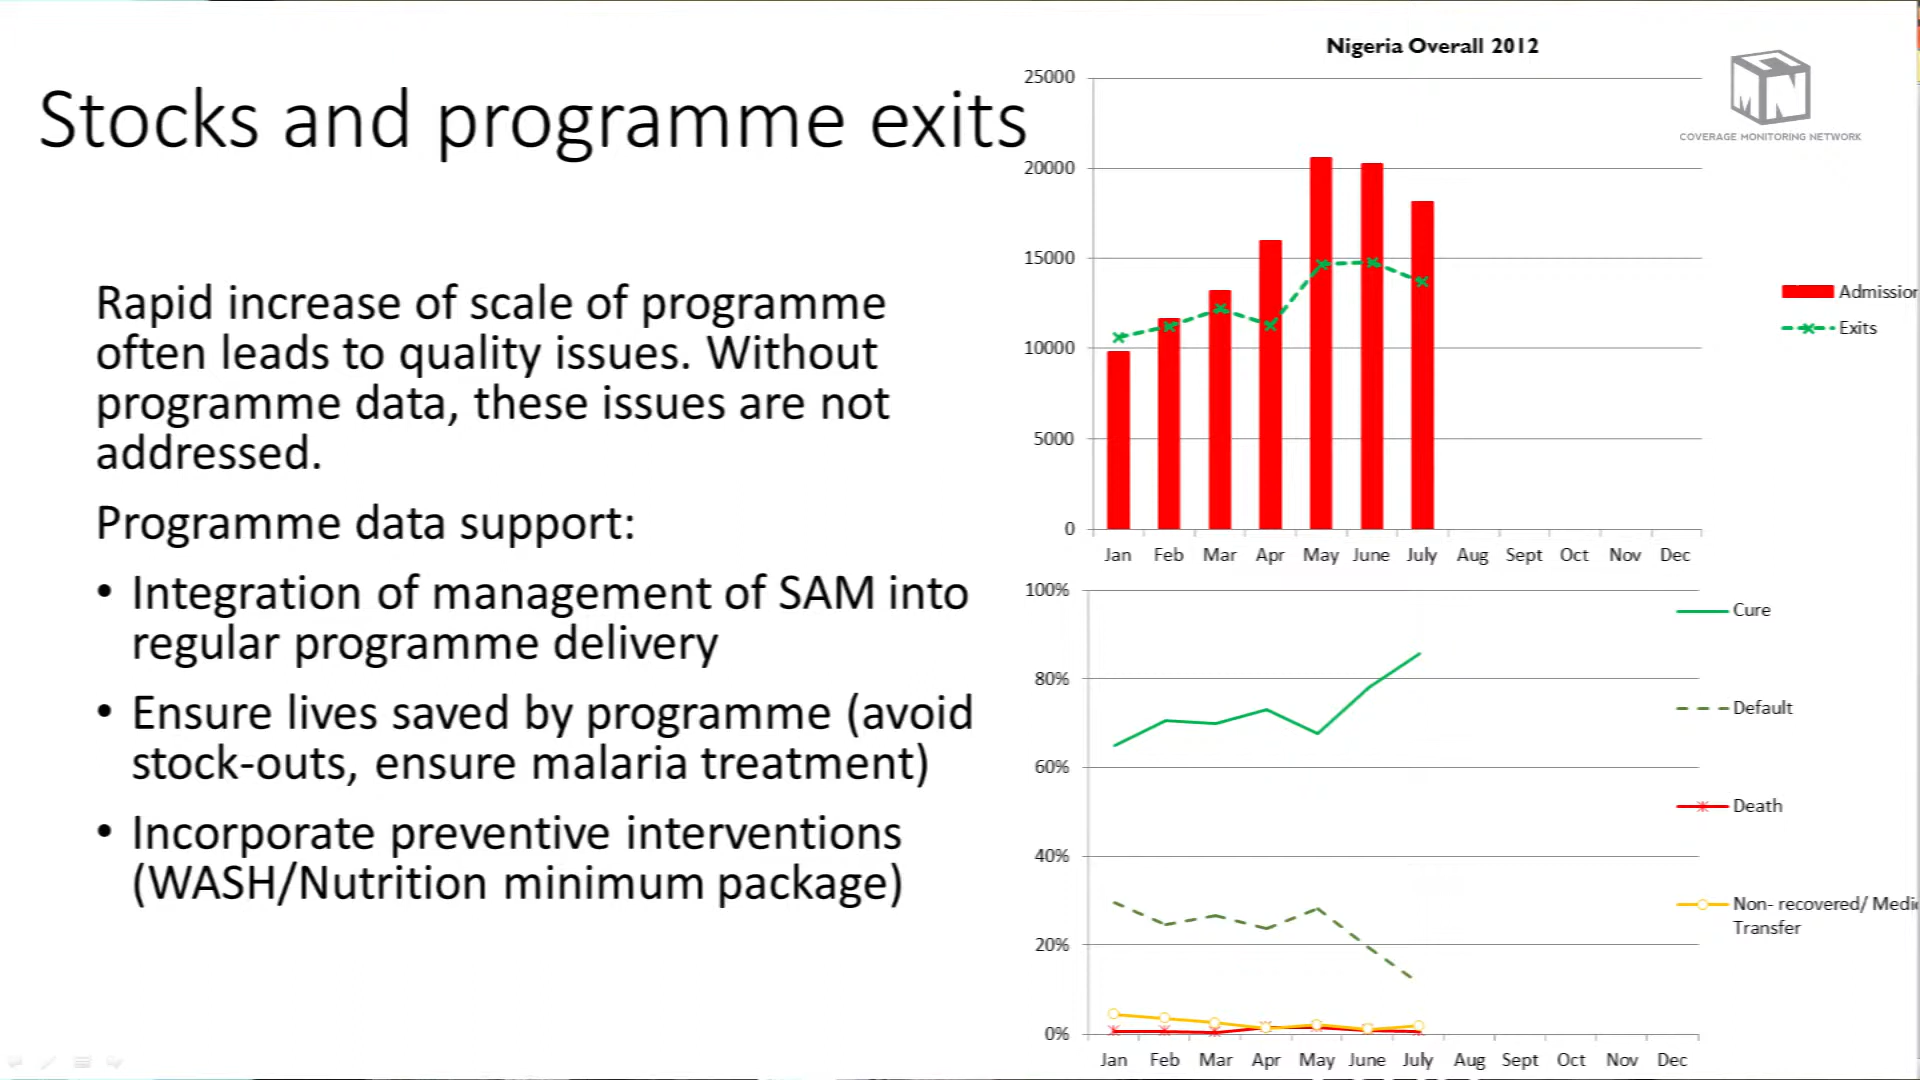 Stocks and programme exits
Rapid increase of scale of programme
often leads to quality issues. Without
programme data, these issues are not
addressed.
Programme data support:
• Integration of management of SAM into
regular programme delivery
• Ensure lives saved by programme (avoid
stock-outs, ensure malaria treatment)
• Incorporate preventive interventions
(WASH/Nutrition minimum package)
Nigeria Overall 2012
25000
20000
15000
10000
5000
0
Jan Feb Mar Apr May June July Aug Sept Oct Nov Dec
Admission
Exits
COVERAGE MONITORING NETWORK
100%
80%
60%
40%
20%
0%
Jan Feb Mar Apr May June July Aug Sept Oct Nov Dec
Cure
Default
Death
Non- recovered/ Medic
Transfer